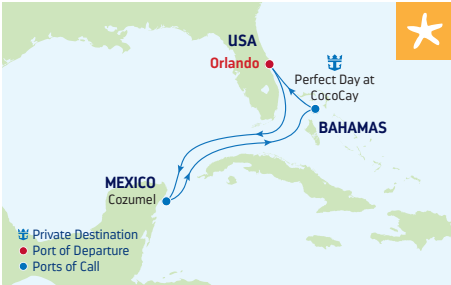 USA
Orlando
Perfect Day at
CocoCay
BAHAMAS
MEXICO
Cozumel
Private Destination
Port of Departure
Ports of Call